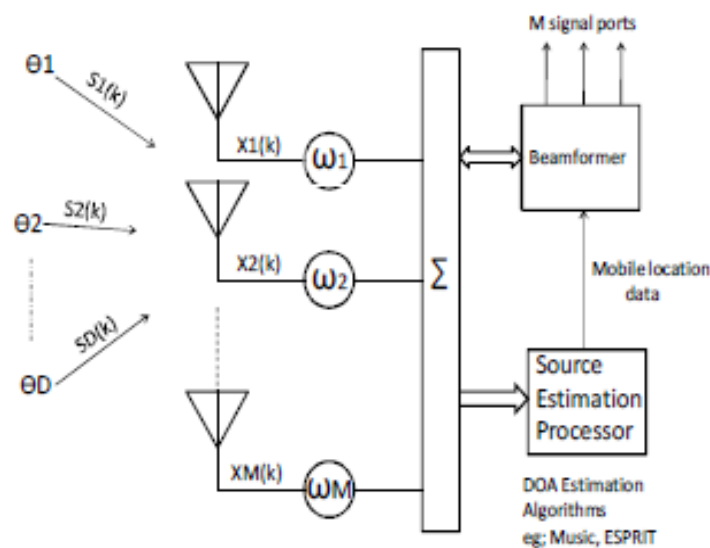 M signal ports
Θ1
S1(k)
X1(k)
ω1
Beamformer
Θ2
S2(k)
X2(k)
ω2
Σ
Mobile location
data
SD(k)
ΘD
Source
Estimation
Processor
XM(k)
ωM
DOA Estimation
Algorithms
eg; Music, ESPRIT